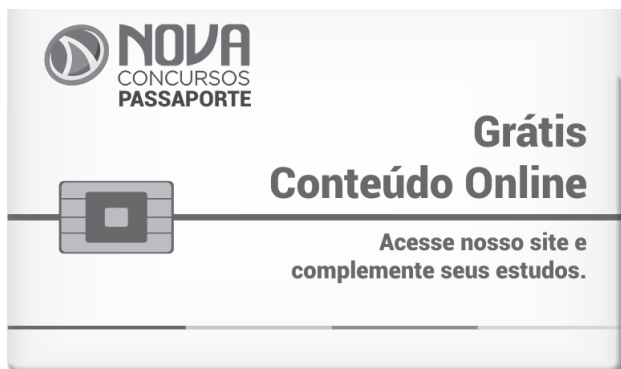 NOVA
CONCURSOS
PASSAPORTE
Grátis
Conteúdo Online
Acesse nosso site e
complemente seus estudos.